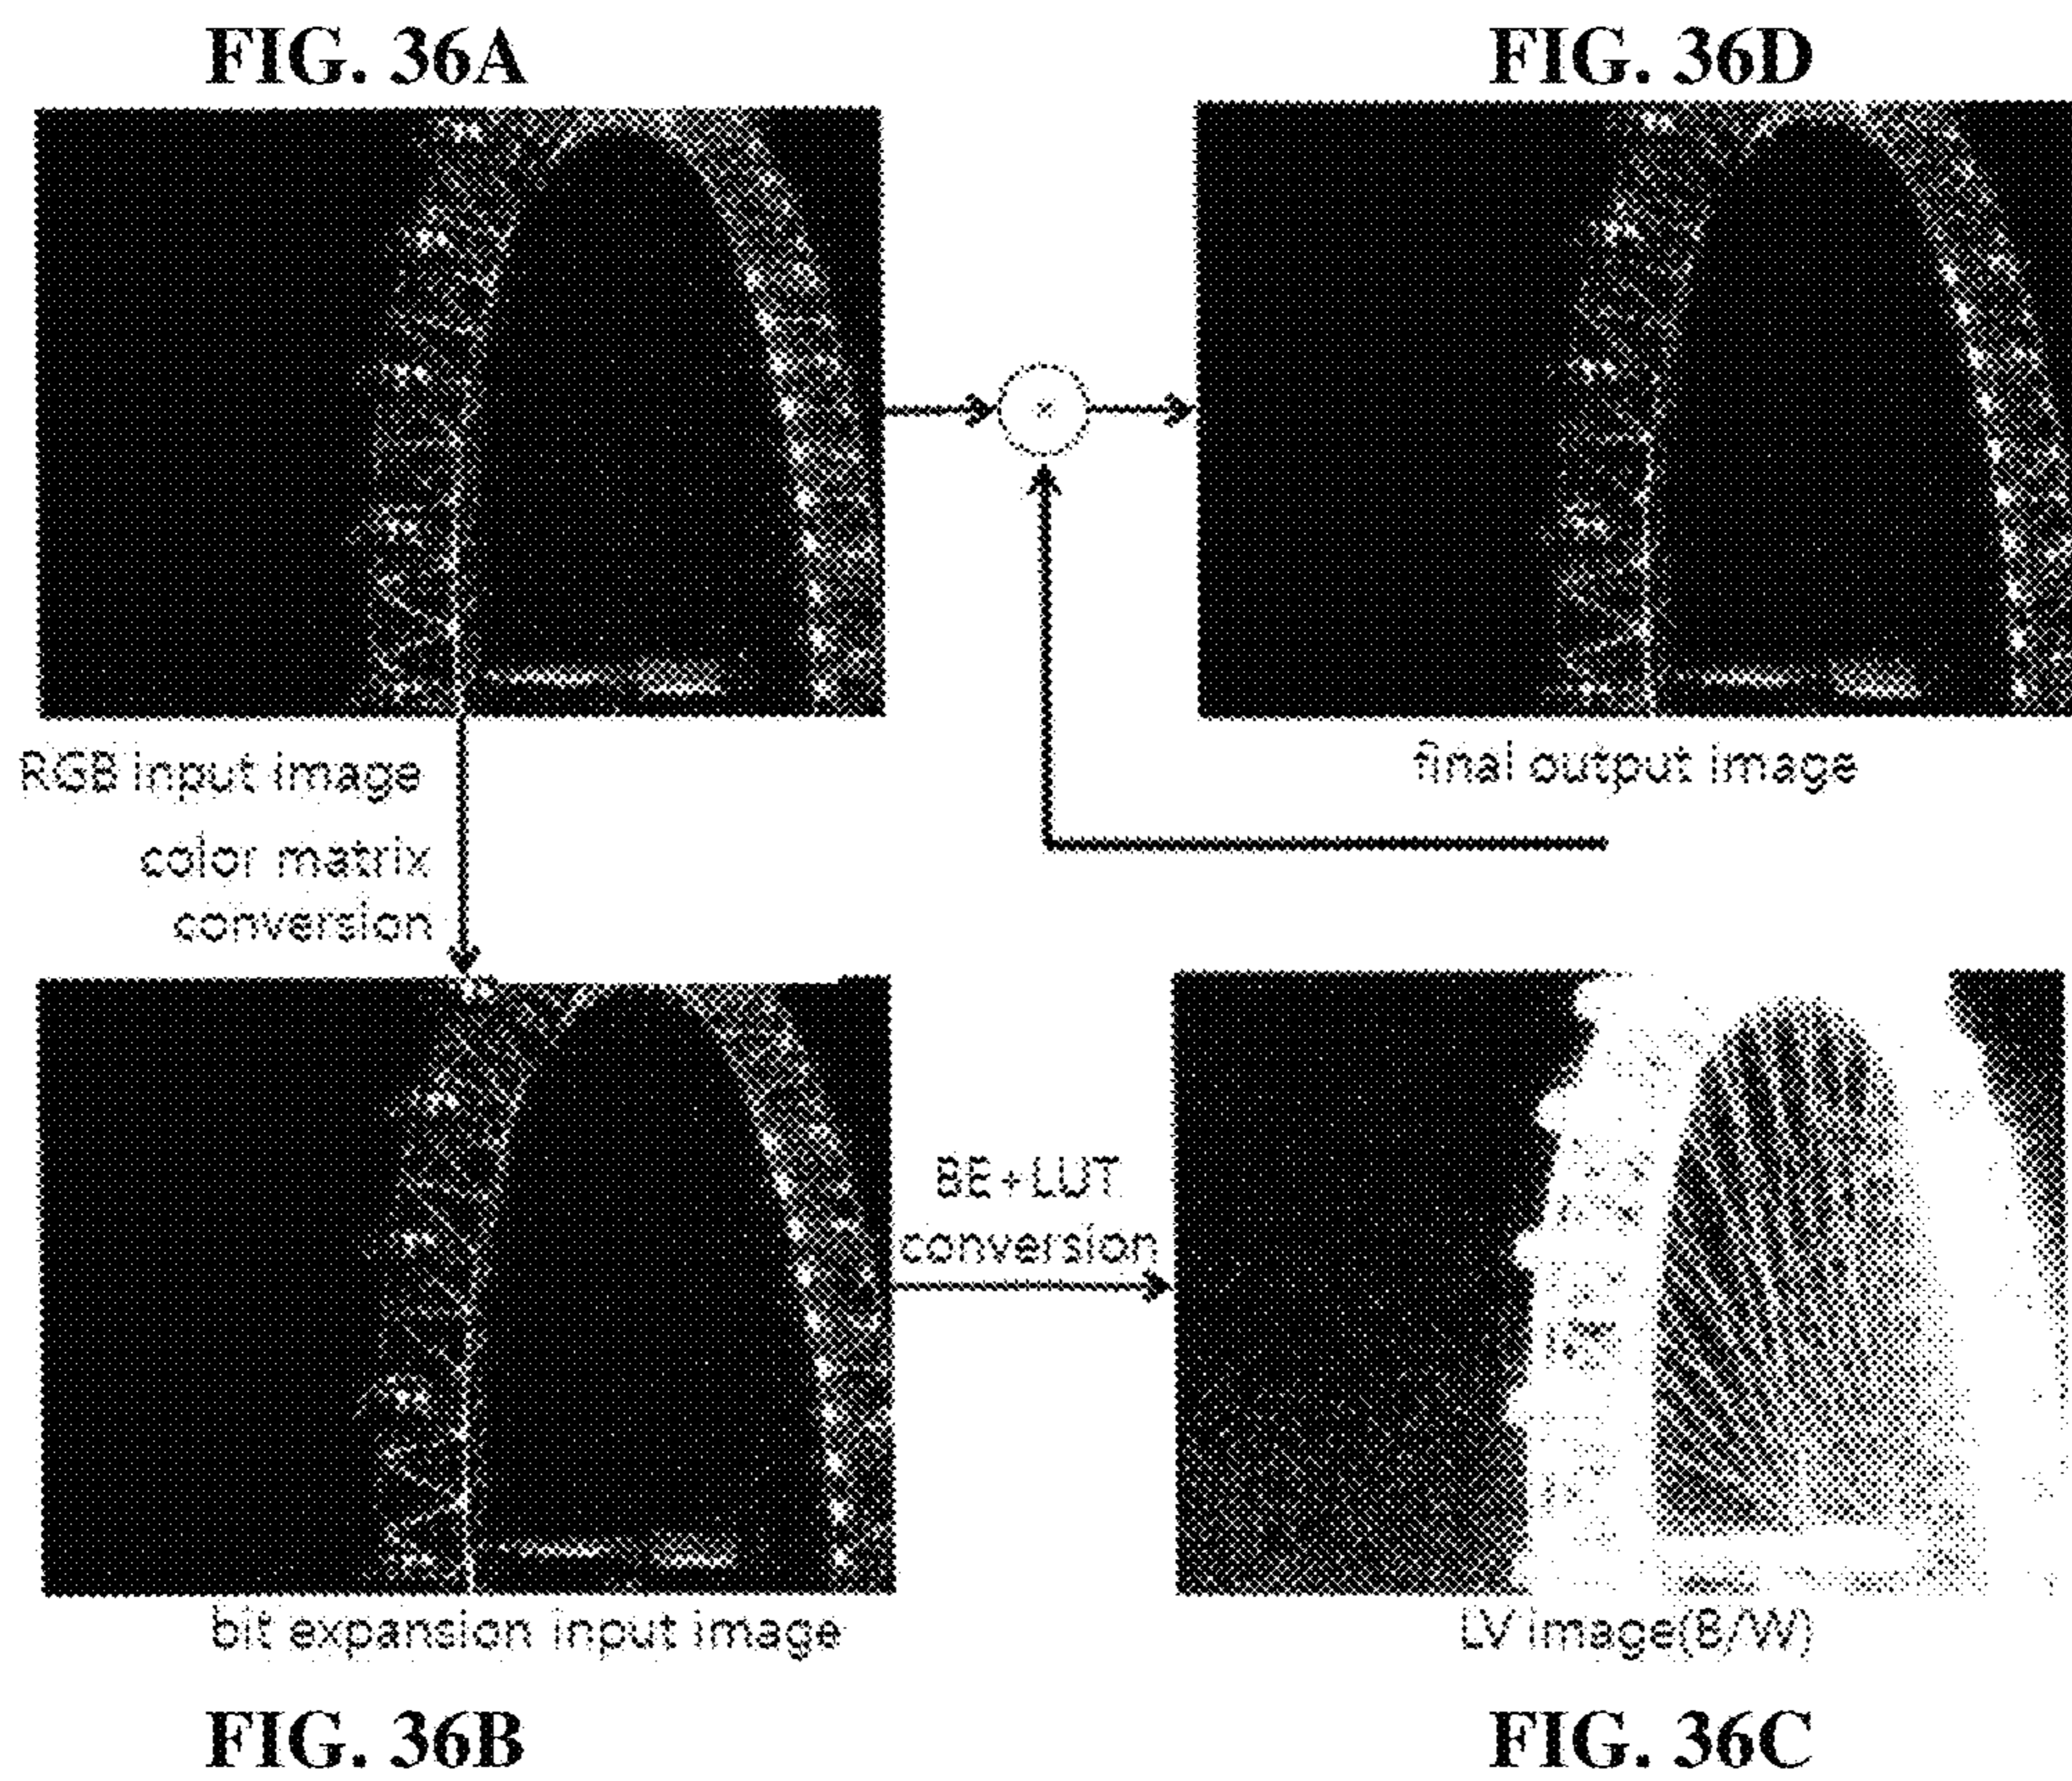 FIG. 36A
FIG. 36D
×
RGB input image
final output image
color matrix
conversion
BE+LUT
conversion
bit expansion input image
LV image(B/W)
FIG. 36B
FIG. 36C